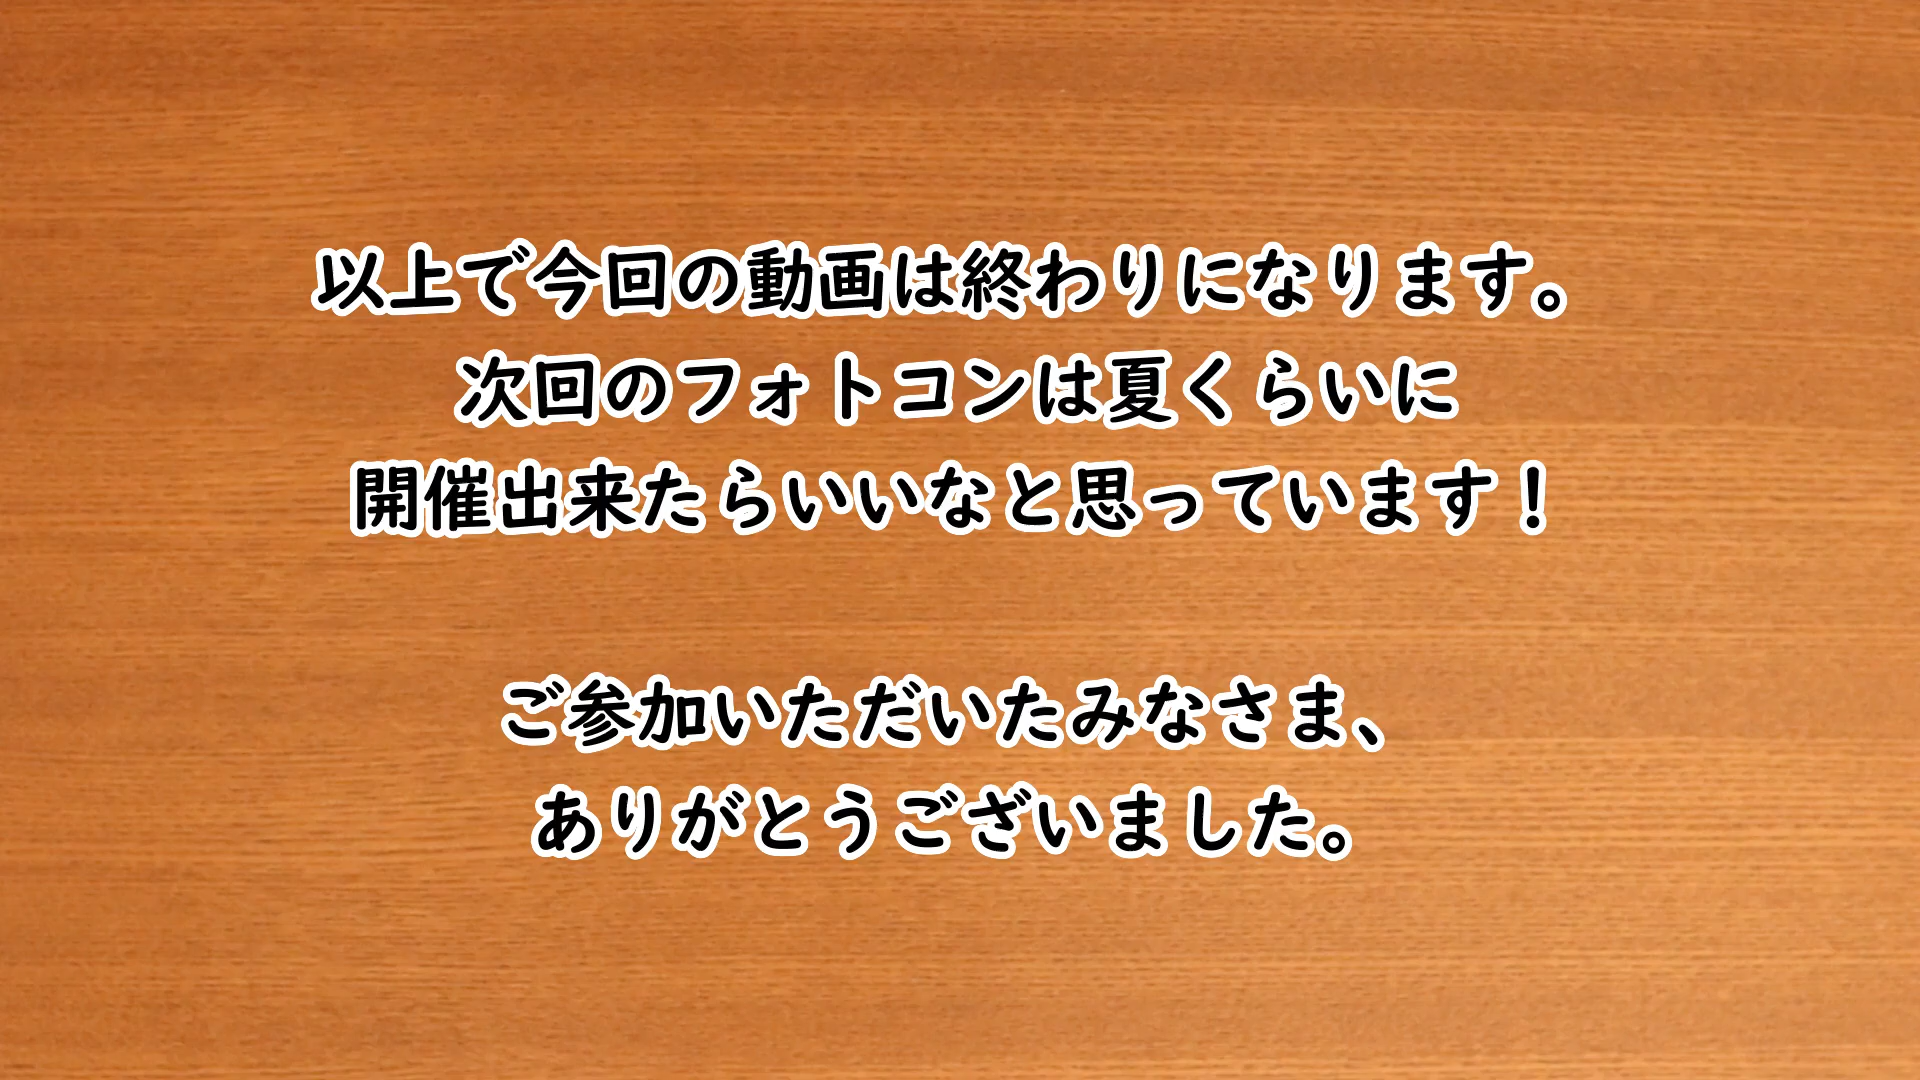 以上で今回の動画は終わりになります。
次回のフォトコンは夏くらいに
開催出来たらいいなと思っています！
ご参加いただいたみなさま、
ありがとうございました。